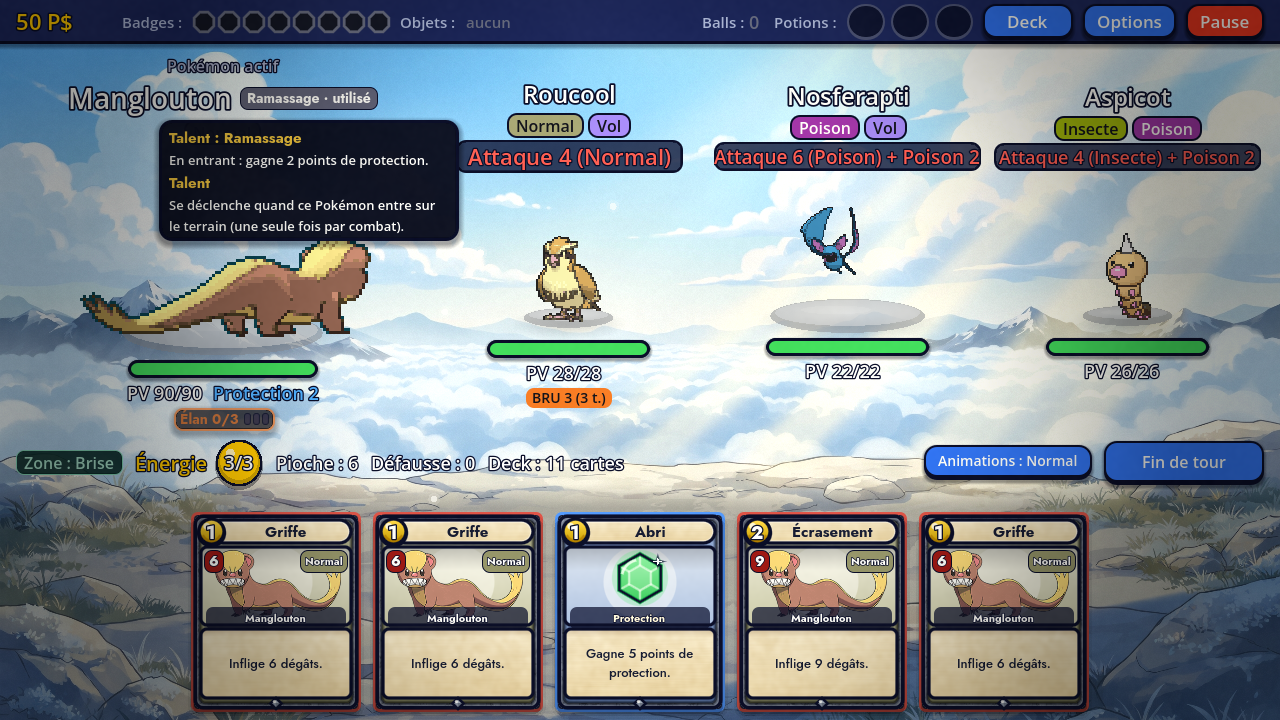 50 P$
Badges :
Objets : aucun
Balls : 0
Potions :
Deck
Options
Pause
Pokémon actif
Manglouton
Ramassage · utilisé
Talent : Ramassage
En entrant : gagne 2 points de protection.
Talent
Se déclenche quand ce Pokémon entre sur
le terrain (une seule fois par combat).
Roucool
Normal
Vol
Attaque 4 (Normal)
Nosferapti
Poison
Vol
Attaque 6 (Poison) + Poison 2
Aspicot
Insecte
Poison
Attaque 4 (Insecte) + Poison 2
PV 90/90 Protection 2
Élan 0/3
PV 28/28
BRU 3 (3 t.)
PV 22/22
PV 26/26
Zone : Brise
Énergie
3/3
Pioche : 6
Défausse : 0
Deck : 11 cartes
Animations : Normal
Fin de tour
1
Griffe
6
Normal
Manglouton
Inflige 6 dégâts.
1
Griffe
6
Normal
Manglouton
Inflige 6 dégâts.
1
Abri
Protection
Gagne 5 points de
protection.
2
Écrasement
9
Normal
Manglouton
Inflige 9 dégâts.
1
Griffe
6
Normal
Manglouton
Inflige 6 dégâts.